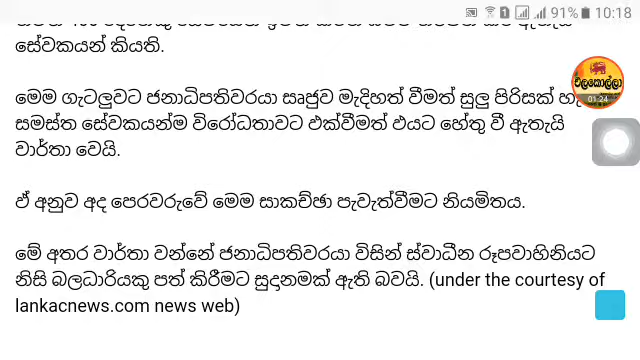 91% 10:18
සේවකයන් කියති.
මෙම ගැටලුවට ජනාධිපතිවරයා සෘජුව මැදිහත් වීමත් සුලු පිරිසක් හැ
සමස්ත සේවකයන්ම විරෝධතාවට එක්වීමත් එයට හේතු වී ඇතැයි
වාර්තා වෙයි.
ඒ අනුව අද පෙරවරුවේ මෙම සාකච්ඡා පැවැත්වීමට නියමිතය.
මේ අතර වාර්තා වන්නේ ජනාධිපතිවරයා විසින් ස්වාධීන රූපවාහිනියට
නිසි බලධාරියකු පත් කිරීමට සුදානමක් ඇති බවයි. (under the courtesy of
lankacnews.com news web)